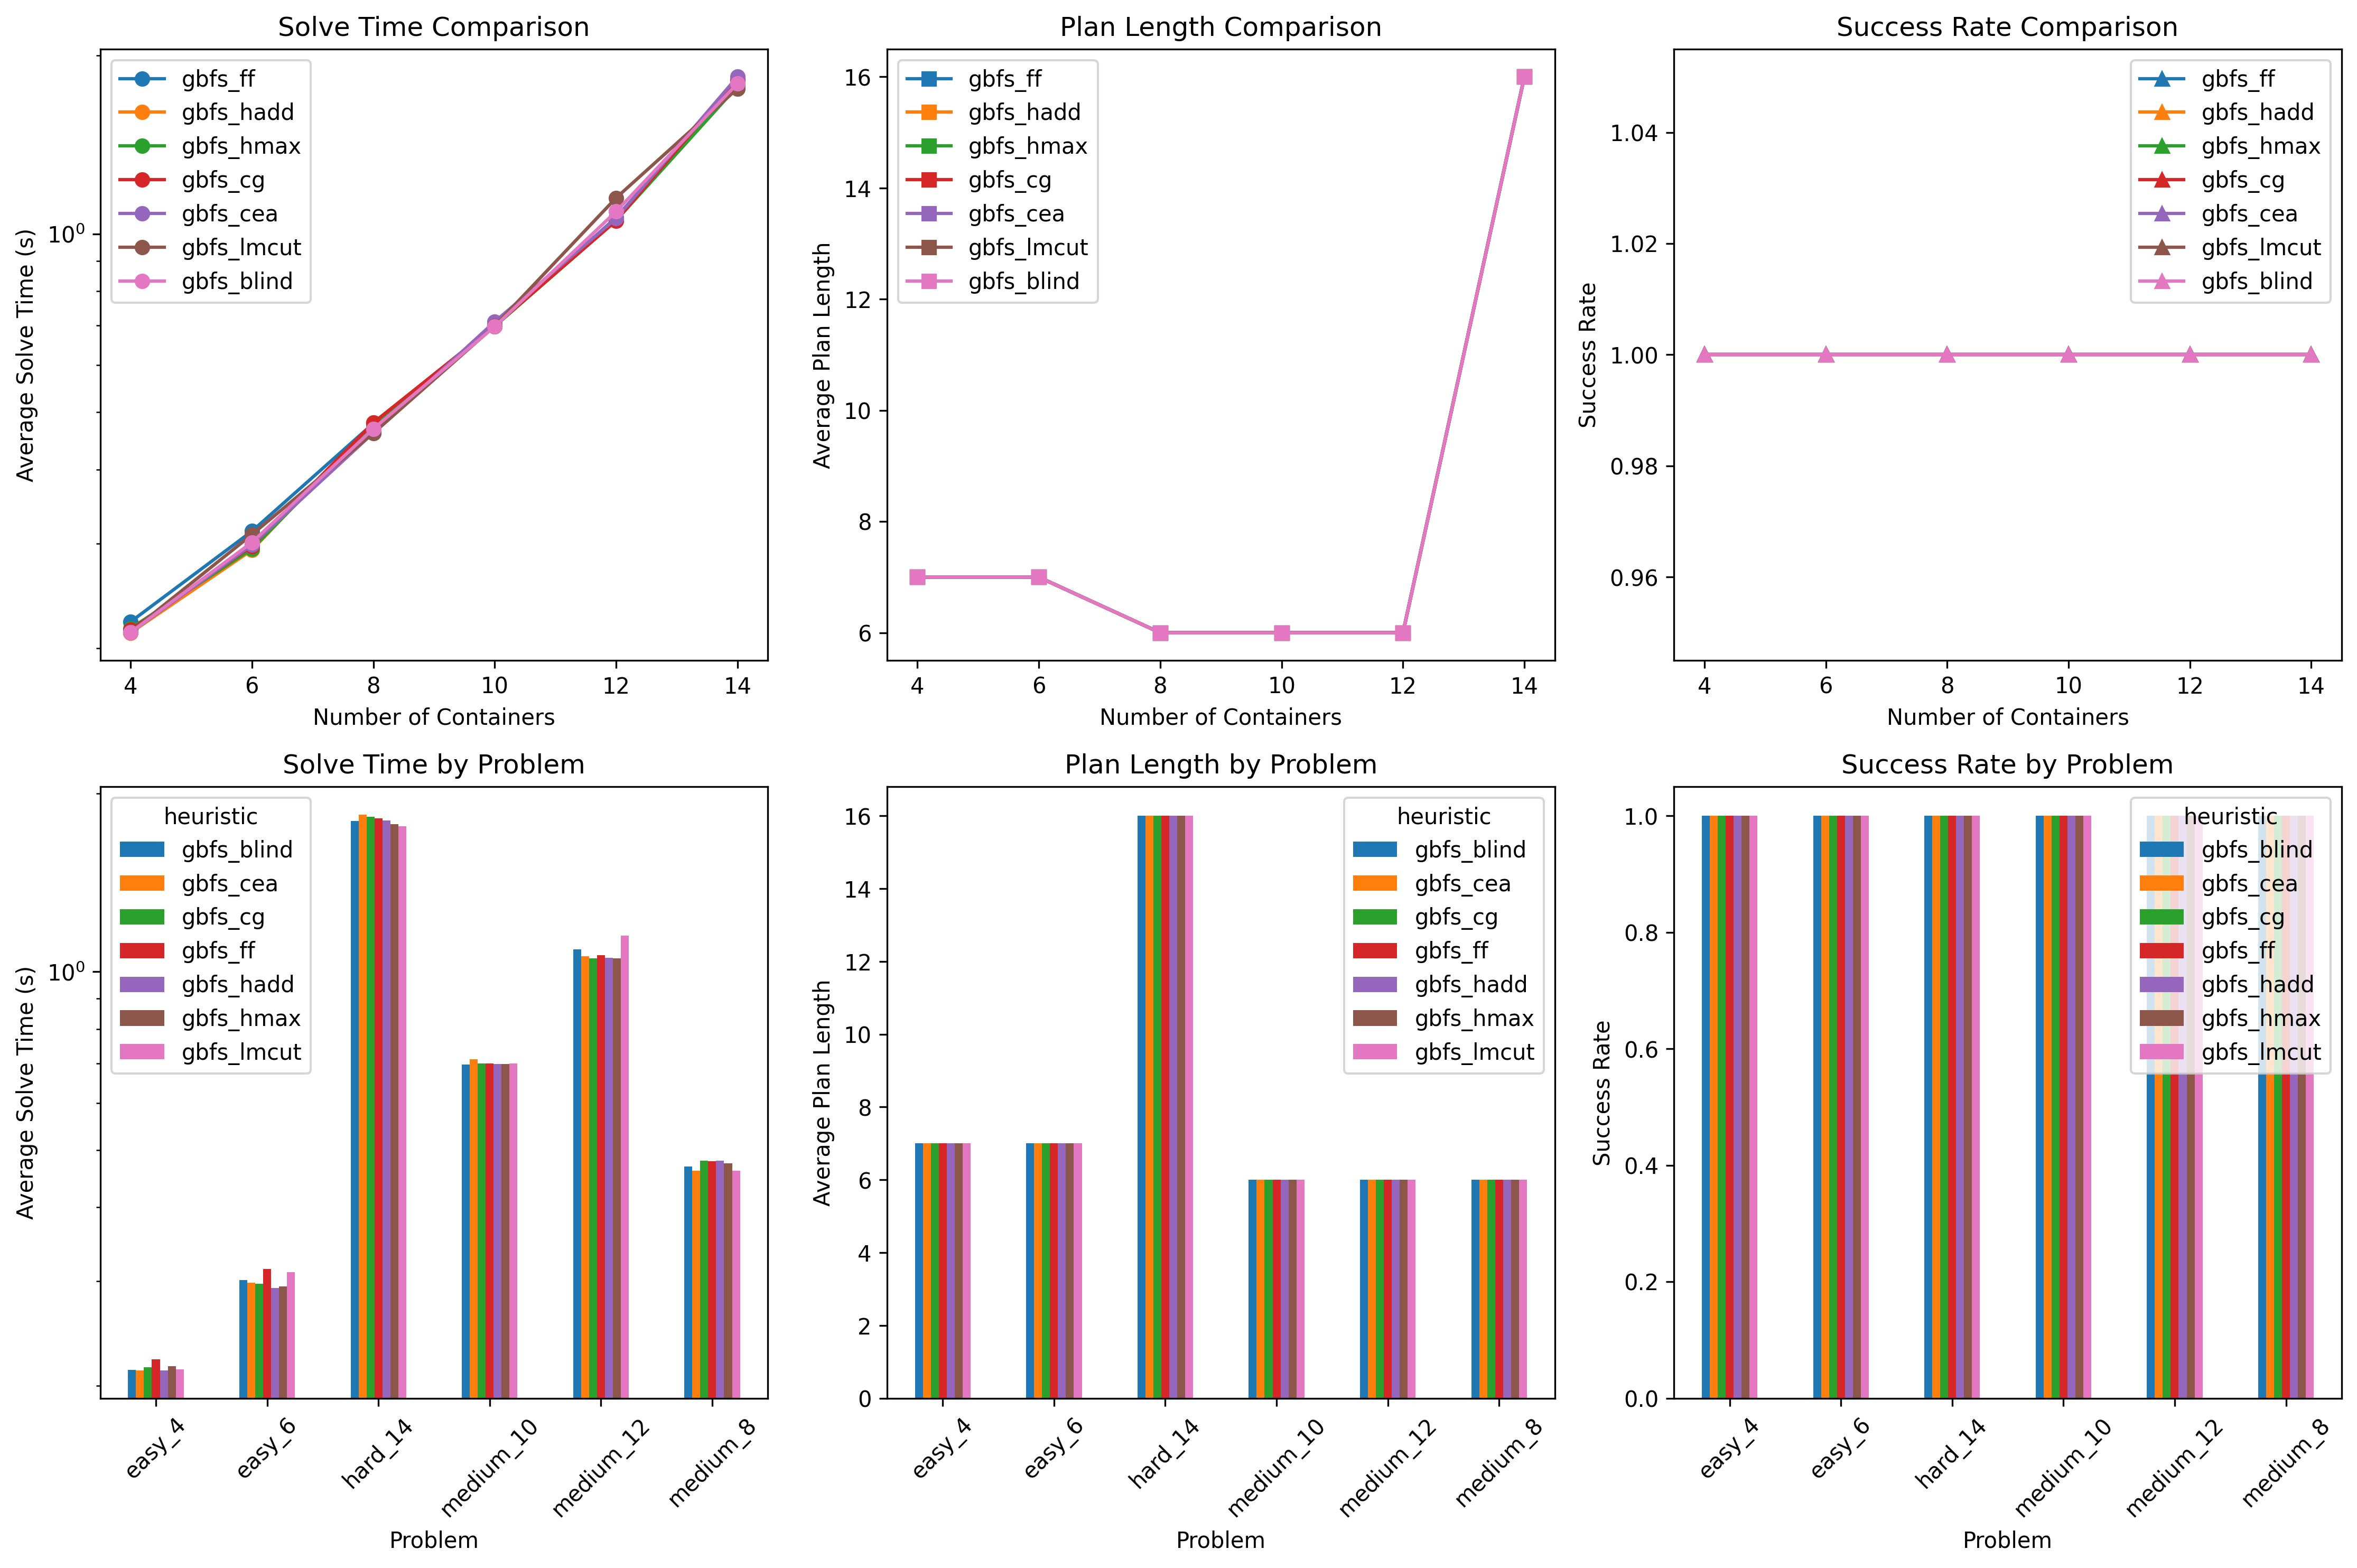 Solve Time Comparison
Average Solve Time (s)
10⁰
gbfs_ff
gbfs_hadd
gbfs_hmax
gbfs_cg
gbfs_cea
gbfs_lmcut
gbfs_blind
4 6 8 10 12 14
Number of Containers
Plan Length Comparison
Average Plan Length
16
14
12
10
8
6
gbfs_ff
gbfs_hadd
gbfs_hmax
gbfs_cg
gbfs_cea
gbfs_lmcut
gbfs_blind
4 6 8 10 12 14
Number of Containers
Success Rate Comparison
Success Rate
1.04
1.02
1.00
0.98
0.96
gbfs_ff
gbfs_hadd
gbfs_hmax
gbfs_cg
gbfs_cea
gbfs_lmcut
gbfs_blind
4 6 8 10 12 14
Number of Containers
Solve Time by Problem
Average Solve Time (s)
10⁰
heuristic
gbfs_blind
gbfs_cea
gbfs_cg
gbfs_ff
gbfs_hadd
gbfs_hmax
gbfs_lmcut
easy_4 easy_6 hard_14 medium_10 medium_12 medium_8
Problem
Plan Length by Problem
Average Plan Length
16
14
12
10
8
6
4
2
0
heuristic
gbfs_blind
gbfs_cea
gbfs_cg
gbfs_ff
gbfs_hadd
gbfs_hmax
gbfs_lmcut
easy_4 easy_6 hard_14 medium_10 medium_12 medium_8
Problem
Success Rate by Problem
Success Rate
1.0
0.8
0.6
0.4
0.2
0.0
heuristic
gbfs_blind
gbfs_cea
gbfs_cg
gbfs_ff
gbfs_hadd
gbfs_hmax
gbfs_lmcut
easy_4 easy_6 hard_14 medium_10 medium_12 medium_8
Problem